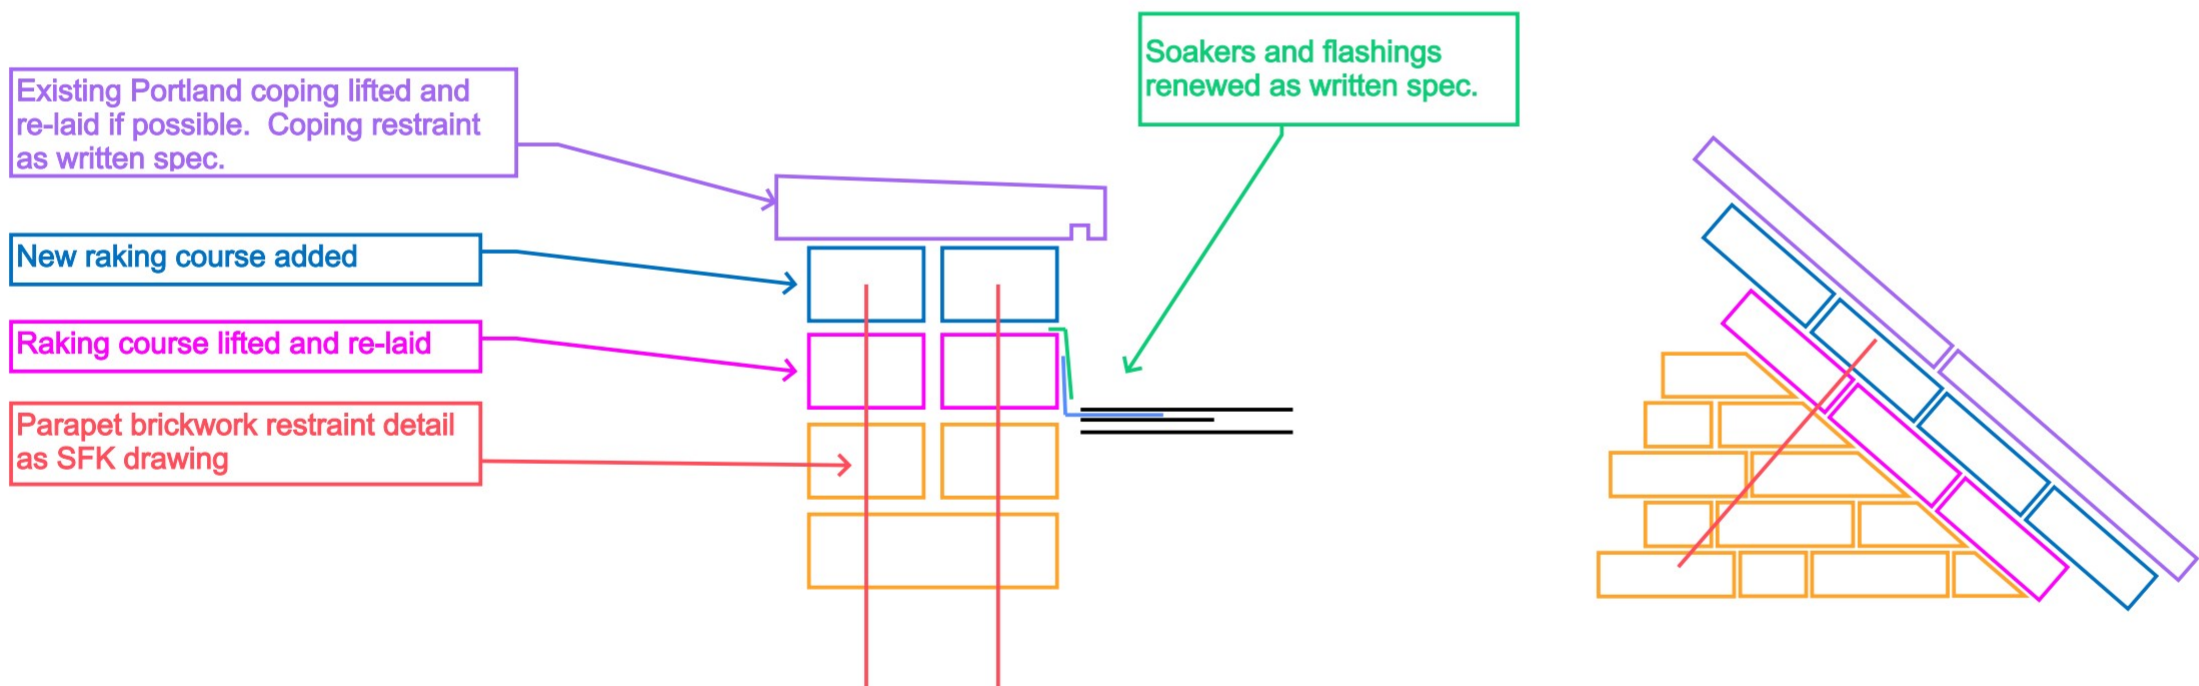 Existing Portland coping lifted and
re-laid if possible.  Coping restraint
as written spec.
Soakers and flashings
renewed as written spec.
New raking course added
Raking course lifted and re-laid
Parapet brickwork restraint detail
as SFK drawing